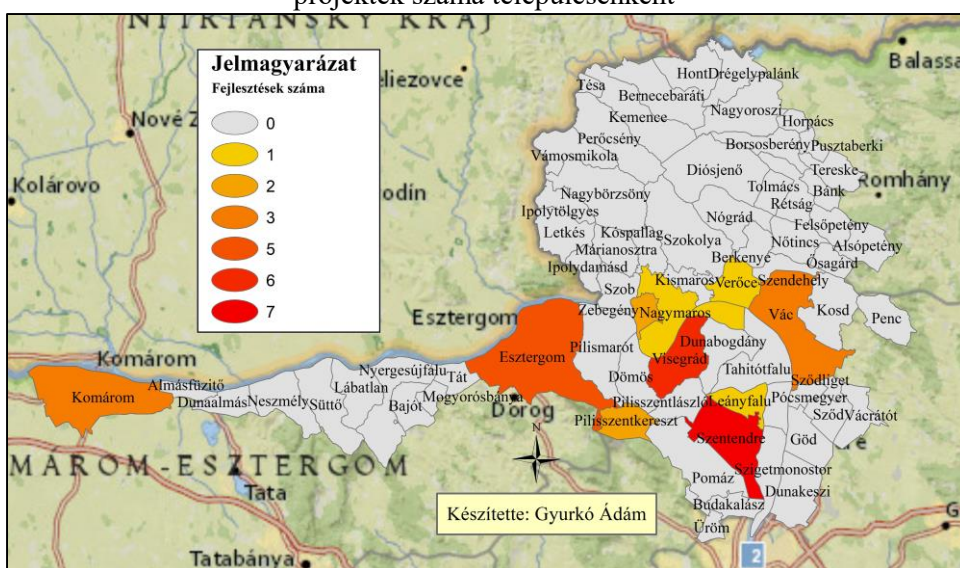 projektek száma településenként
NITRIANSKY KRAJ
Jelmagyarázat
Fejlesztések száma
0
1
2
3
5
6
7
Balassa
eliezovce
Nové Z
Kolárovo
odín
Romhány
Hont
Drégelypalánk
Tésa
Bernecebaráti
Nagyoroszi
Kemence
Horpács
Perőcsény
Borsosberény
Pusztaberki
Vámosmikola
Diósjenő
Tereske
Tolmács
Bánk
Nagybörzsöny
Rétság
Ipolytölgyes
Nógrád
Felsőpetény
Letkés
Kóspallag
Szokolya
Nőtincs
Alsópetény
Márianosztra
Berkenye
Ősagárd
Ipolydamásd
Kismaros
Verőce
Szendehely
Szob
Zebegény
Nagymaros
Vác
Kosd
Penc
Esztergom
Esztergom
Pilismarót
Dunabogdány
Visegrád
Komárom
Nyergesújfalu
Dömös
Tahitótfalu
Almásfüzitő
Lábatlan
Tát
Sződliget
Komárom
Dunaalmás
Neszmély
Süttő
Bajót
Mogyorósbánya
Dorog
Pilisszentlászló
Leányfalu
Pócsmegyer
Pilisszentkereszt
Sződ
Vácrátót
N
Szentendre
Göd
re
MAROM-ESZTERGOM
Tata
Pomáz
Szigetmonostor
Dunakeszi
Budakalász
Készítette: Gyurkó Ádám
Üröm
Tatabánya
2
G